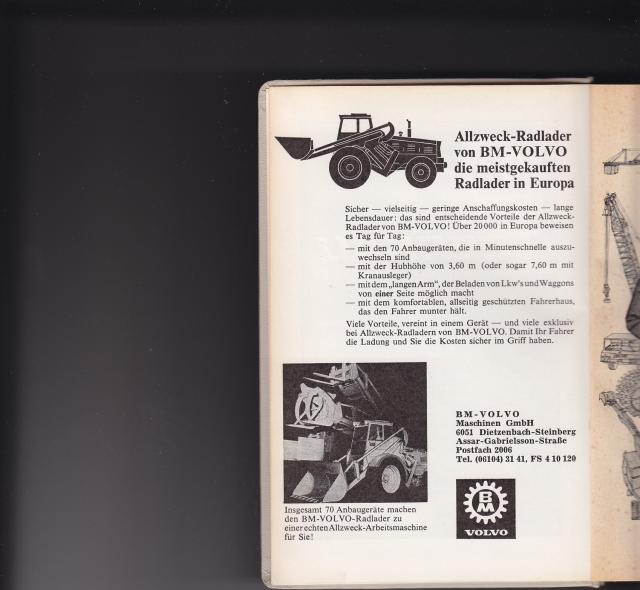 Allzweck-Radlader
von BM-VOLVO
die meistgekauften
Radlader in Europa
Sicher — vielseitig — geringe Anschaffungskosten — lange
Lebensdauer: das sind entscheidende Vorteile der Allzweck-
Radlader von BM-VOLVO! Über 20000 in Europa beweisen
es Tag für Tag:
— mit den 70 Anbaugeräten, die in Minutenschnelle auszu-
wechseln sind
— mit der Hubhöhe von 3,60 m (oder sogar 7,60 m mit
Kranausleger)
— mit dem „langen Arm", der Beladen von Lkw's und Waggons
von einer Seite möglich macht
— mit dem komfortablen, allseitig geschützten Fahrerhaus,
das den Fahrer munter hält.
Viele Vorteile, vereint in einem Gerät — und viele exklusiv
bei Allzweck-Radladern von BM-VOLVO. Damit Ihr Fahrer
die Ladung und Sie die Kosten sicher im Griff haben.
BM-VOLVO
Maschinen GmbH
6051 Dietzenbach-Steinberg
Assar-Gabrielsson-Straße
Postfach 2006
Tel. (06104) 31 41, FS 4 10 120
Insgesamt 70 Anbaugeräte machen
den BM-VOLVO-Radlader zu
einer echten Allzweck-Arbeitsmaschine
für Sie!
BM
VOLVO